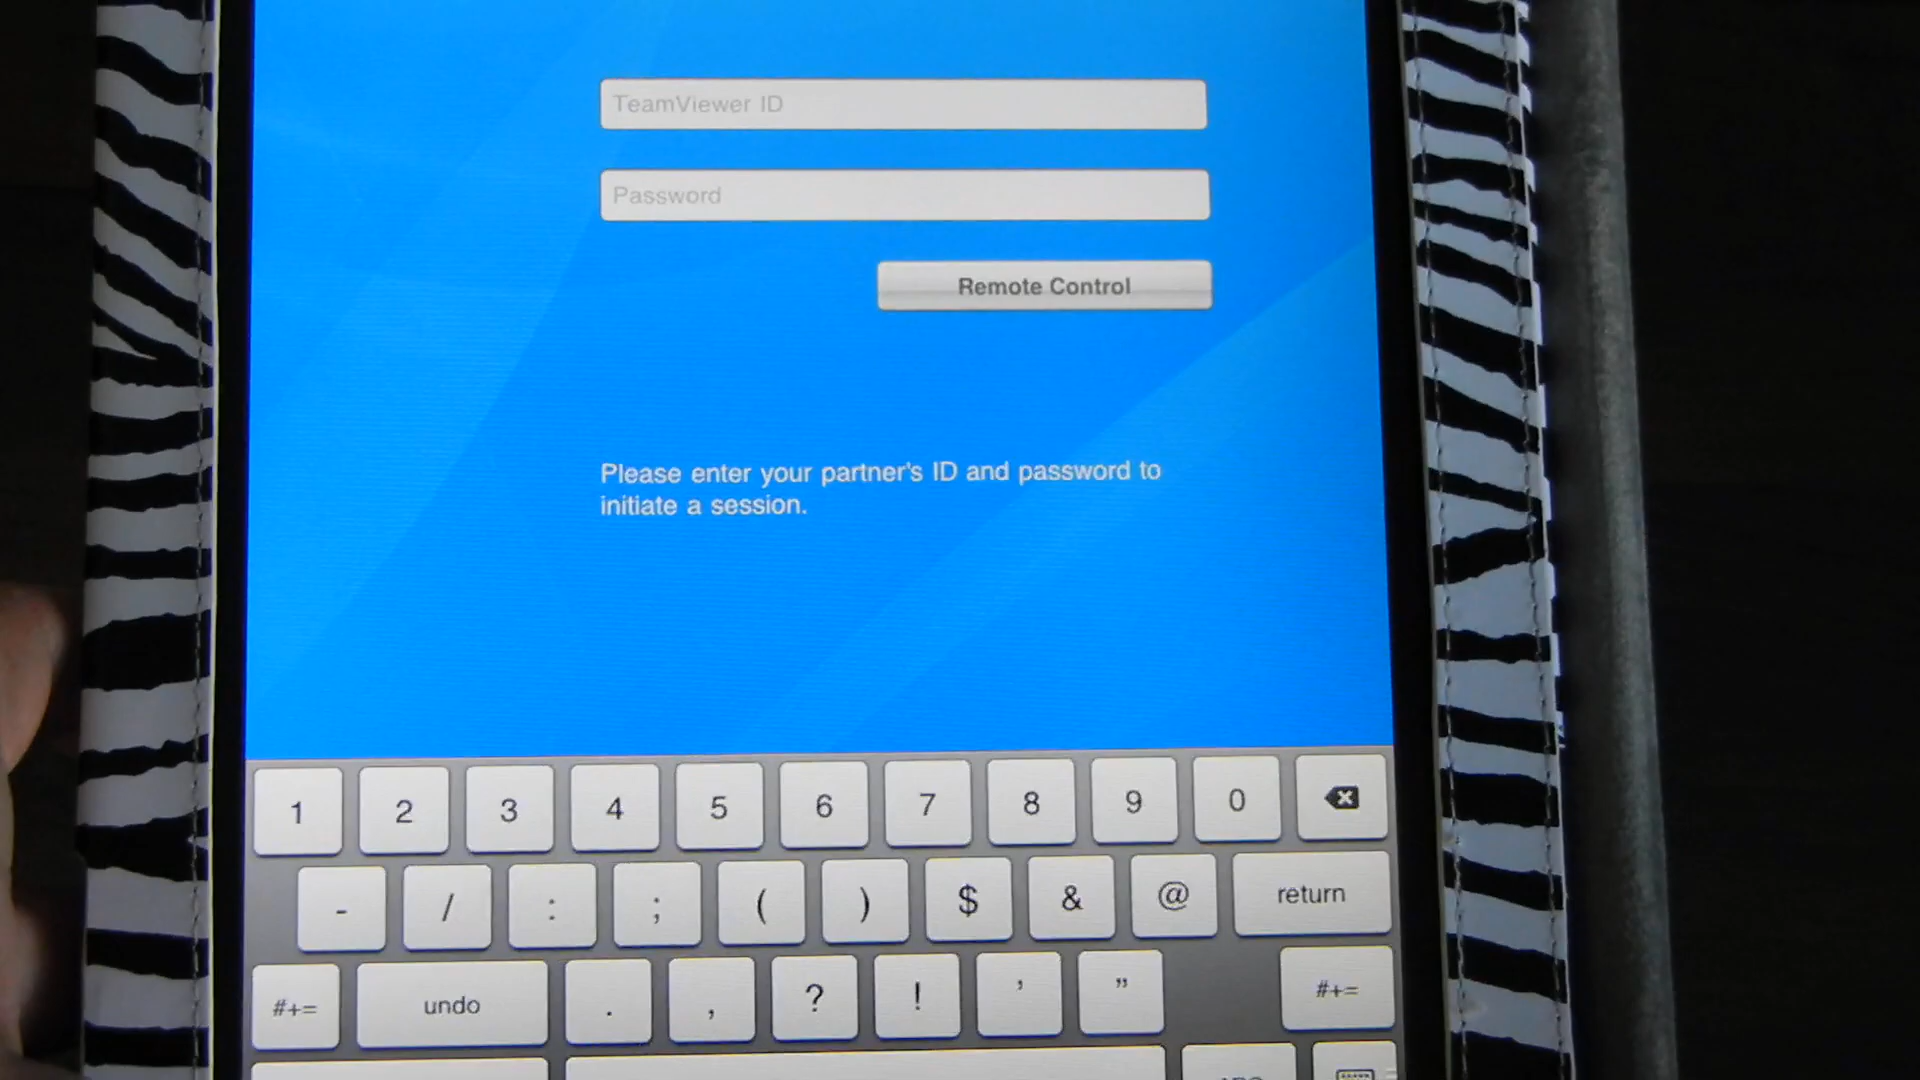 TeamViewer ID
Password
Remote Control
Please enter your partner's ID and password to
initiate a session.
1 2 3 4 5 6 7 8 9 0
- / : ; ( ) $ & @ return
#+= undo . , ? ! ' " #+=